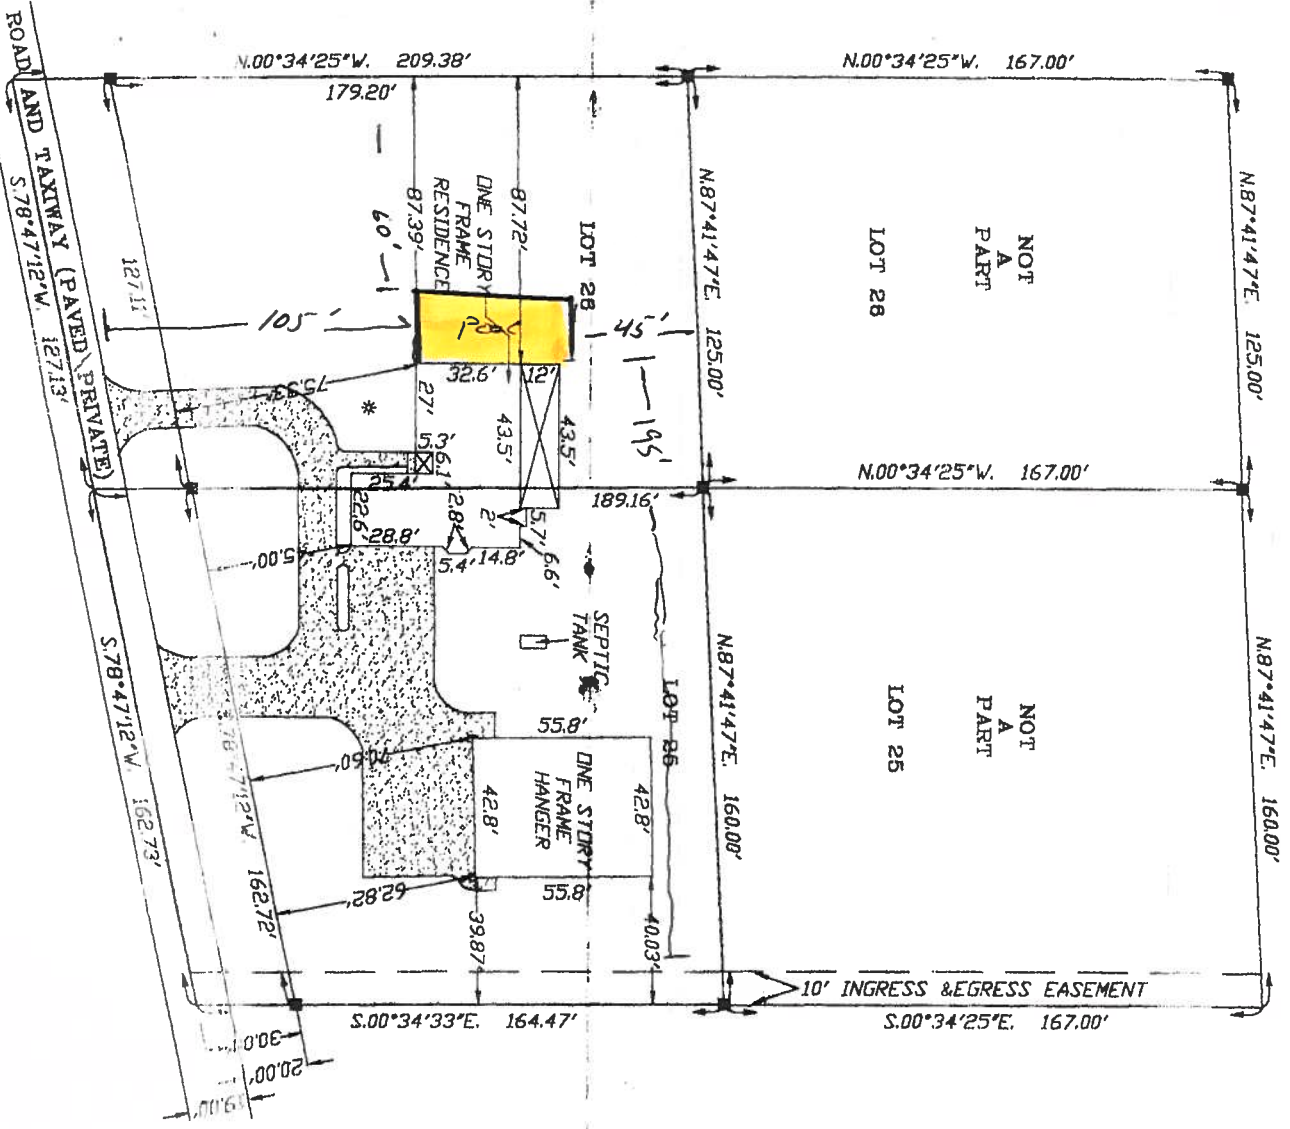 N.00°34'25"W. 209.38'
N.00°34'25"W. 167.00'
179.20'
ROAD AND TAXIWAY (PAVED\PRIVATE)
S.78°47'12"W. 127.13'
127.11'
60'
87.39'
87.72'
ONE STORY
FRAME
RESIDENCE
LOT 28
N.87°41'47"E. 125.00'
LOT 28
NOT
A
PART
N.87°41'47"E. 125.00'
105'
45'
195'
75.33'
32.6'
12'
27'
43.5'
43.5'
5.3'
6.1'
25.4'
22.6'
2.8'
2'
5.7'
6.6'
28.8'
5.4'
14.8'
189.16'
N.00°34'25"W. 167.00'
SEPTIC
TANK
LOT 26
N.87°41'47"E. 160.00'
LOT 25
NOT
A
PART
N.87°41'47"E. 160.00'
55.8'
70.60'
42.8'
ONE STORY
FRAME
HANGER
42.8'
55.8'
62.82'
39.87'
40.03'
S.78°47'12"W. 162.73'
162.72'
10' INGRESS &EGRESS EASEMENT
S.00°34'33"E. 164.47'
S.00°34'25"E. 167.00'
20.00'